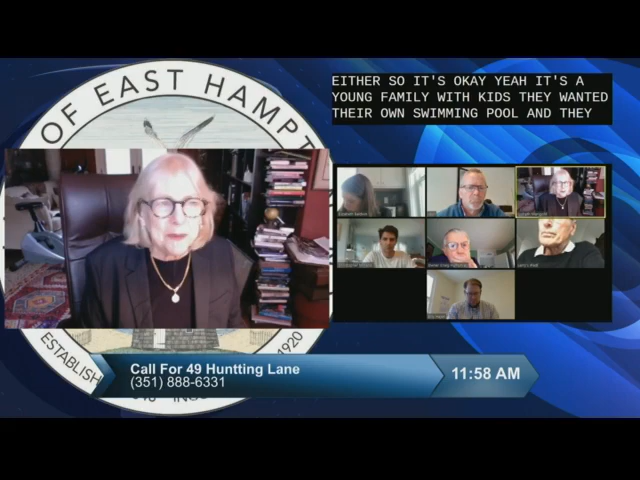 OF EAST HAMPT
EITHER SO IT'S OKAY YEAH IT'S A
YOUNG FAMILY WITH KIDS THEY WANTED
THEIR OWN SWIMMING POOL AND THEY
ESTABLISH
1920
Call For 49 Huntting Lane
(351) 888-6331
11:58 AM